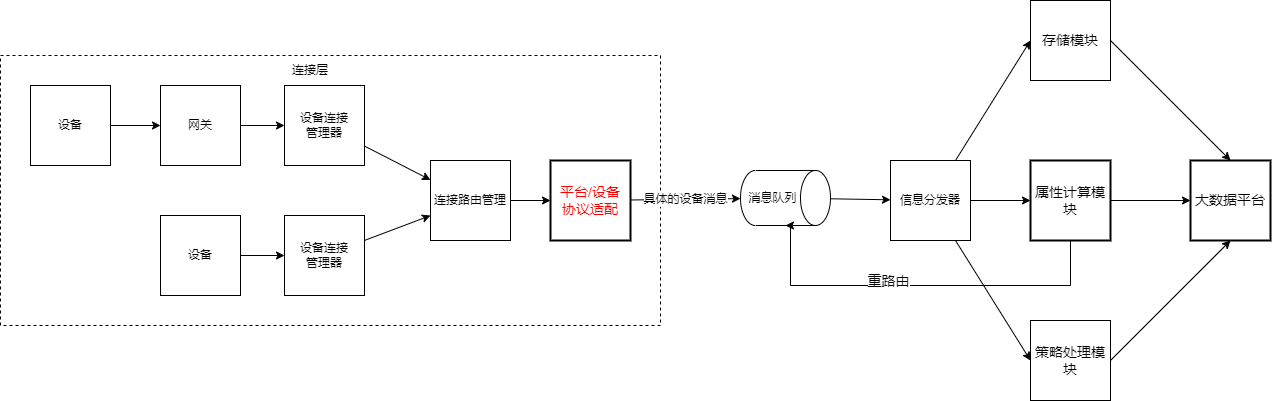 存储模块
连接层
设备
网关
设备连接
管理器
连接路由管理
平台/设备
协议适配
具体的设备消息
消息队列
信息分发器
属性计算模
块
大数据平台
设备
设备连接
管理器
重路由
策略处理模
块